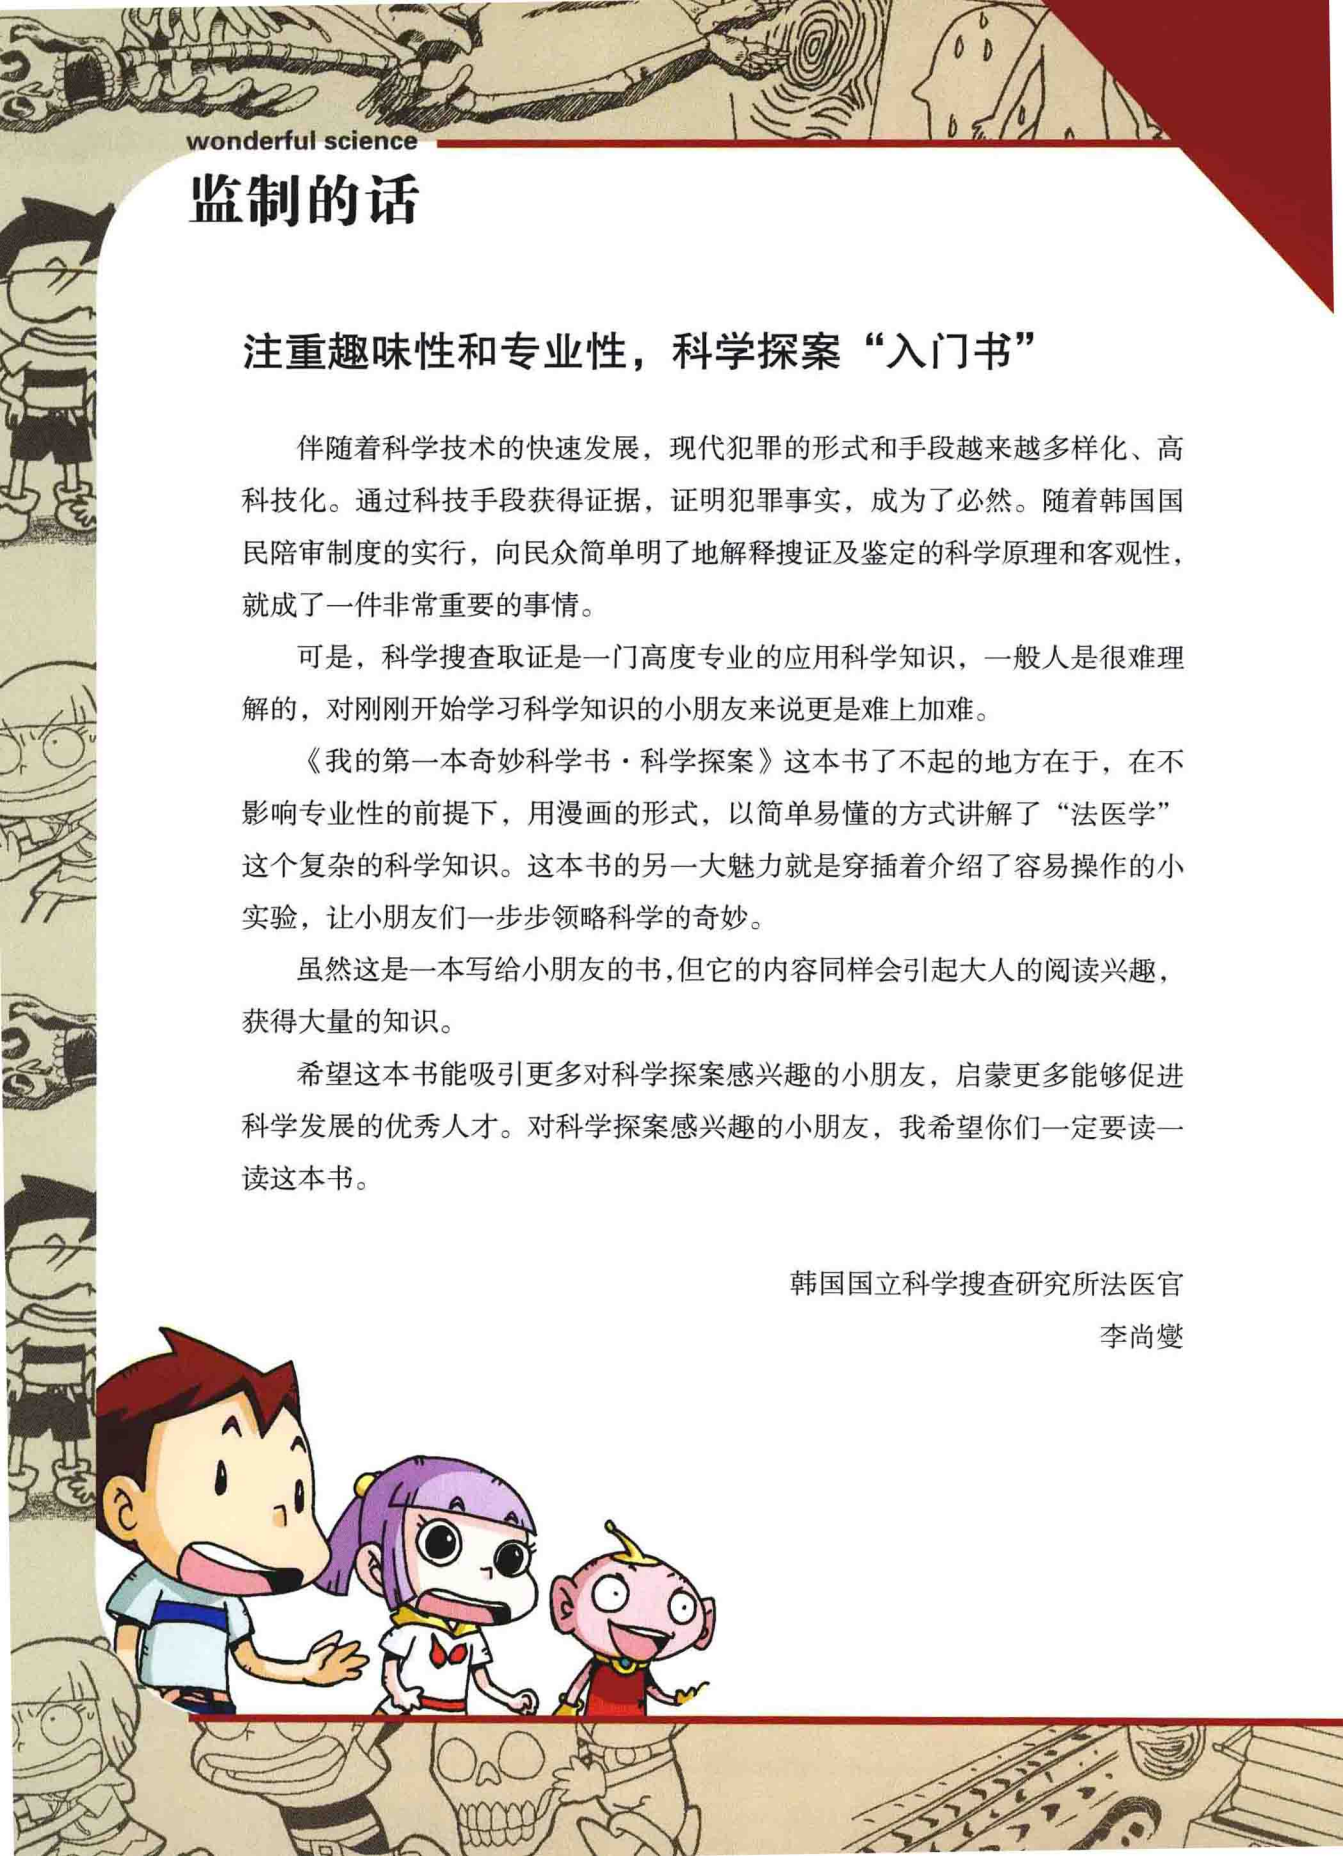 wonderful science
监制的话
注重趣味性和专业性，科学探案“入门书”
伴随着科学技术的快速发展，现代犯罪的形式和手段越来越多样化、高
科技化。通过科技手段获得证据，证明犯罪事实，成为了必然。随着韩国国
民陪审制度的实行，向民众简单明了地解释搜证及鉴定的科学原理和客观性，
就成了一件非常重要的事情。
可是，科学搜查取证是一门高度专业的应用科学知识，一般人是很难理
解的，对刚刚开始学习科学知识的小朋友来说更是难上加难。
《我的第一本奇妙科学书·科学探案》这本书了不起的地方在于，在不
影响专业性的前提下，用漫画的形式，以简单易懂的方式讲解了“法医学”
这个复杂的科学知识。这本书的另一大魅力就是穿插着介绍了容易操作的小
实验，让小朋友们一步步领略科学的奇妙。
虽然这是一本写给小朋友的书，但它的内容同样会引起大人的阅读兴趣，
获得大量的知识。
希望这本书能吸引更多对科学探案感兴趣的小朋友，启蒙更多能够促进
科学发展的优秀人才。对科学探案感兴趣的小朋友，我希望你们一定要读一
读这本书。
韩国国立科学搜查研究所法医官
李尚燮